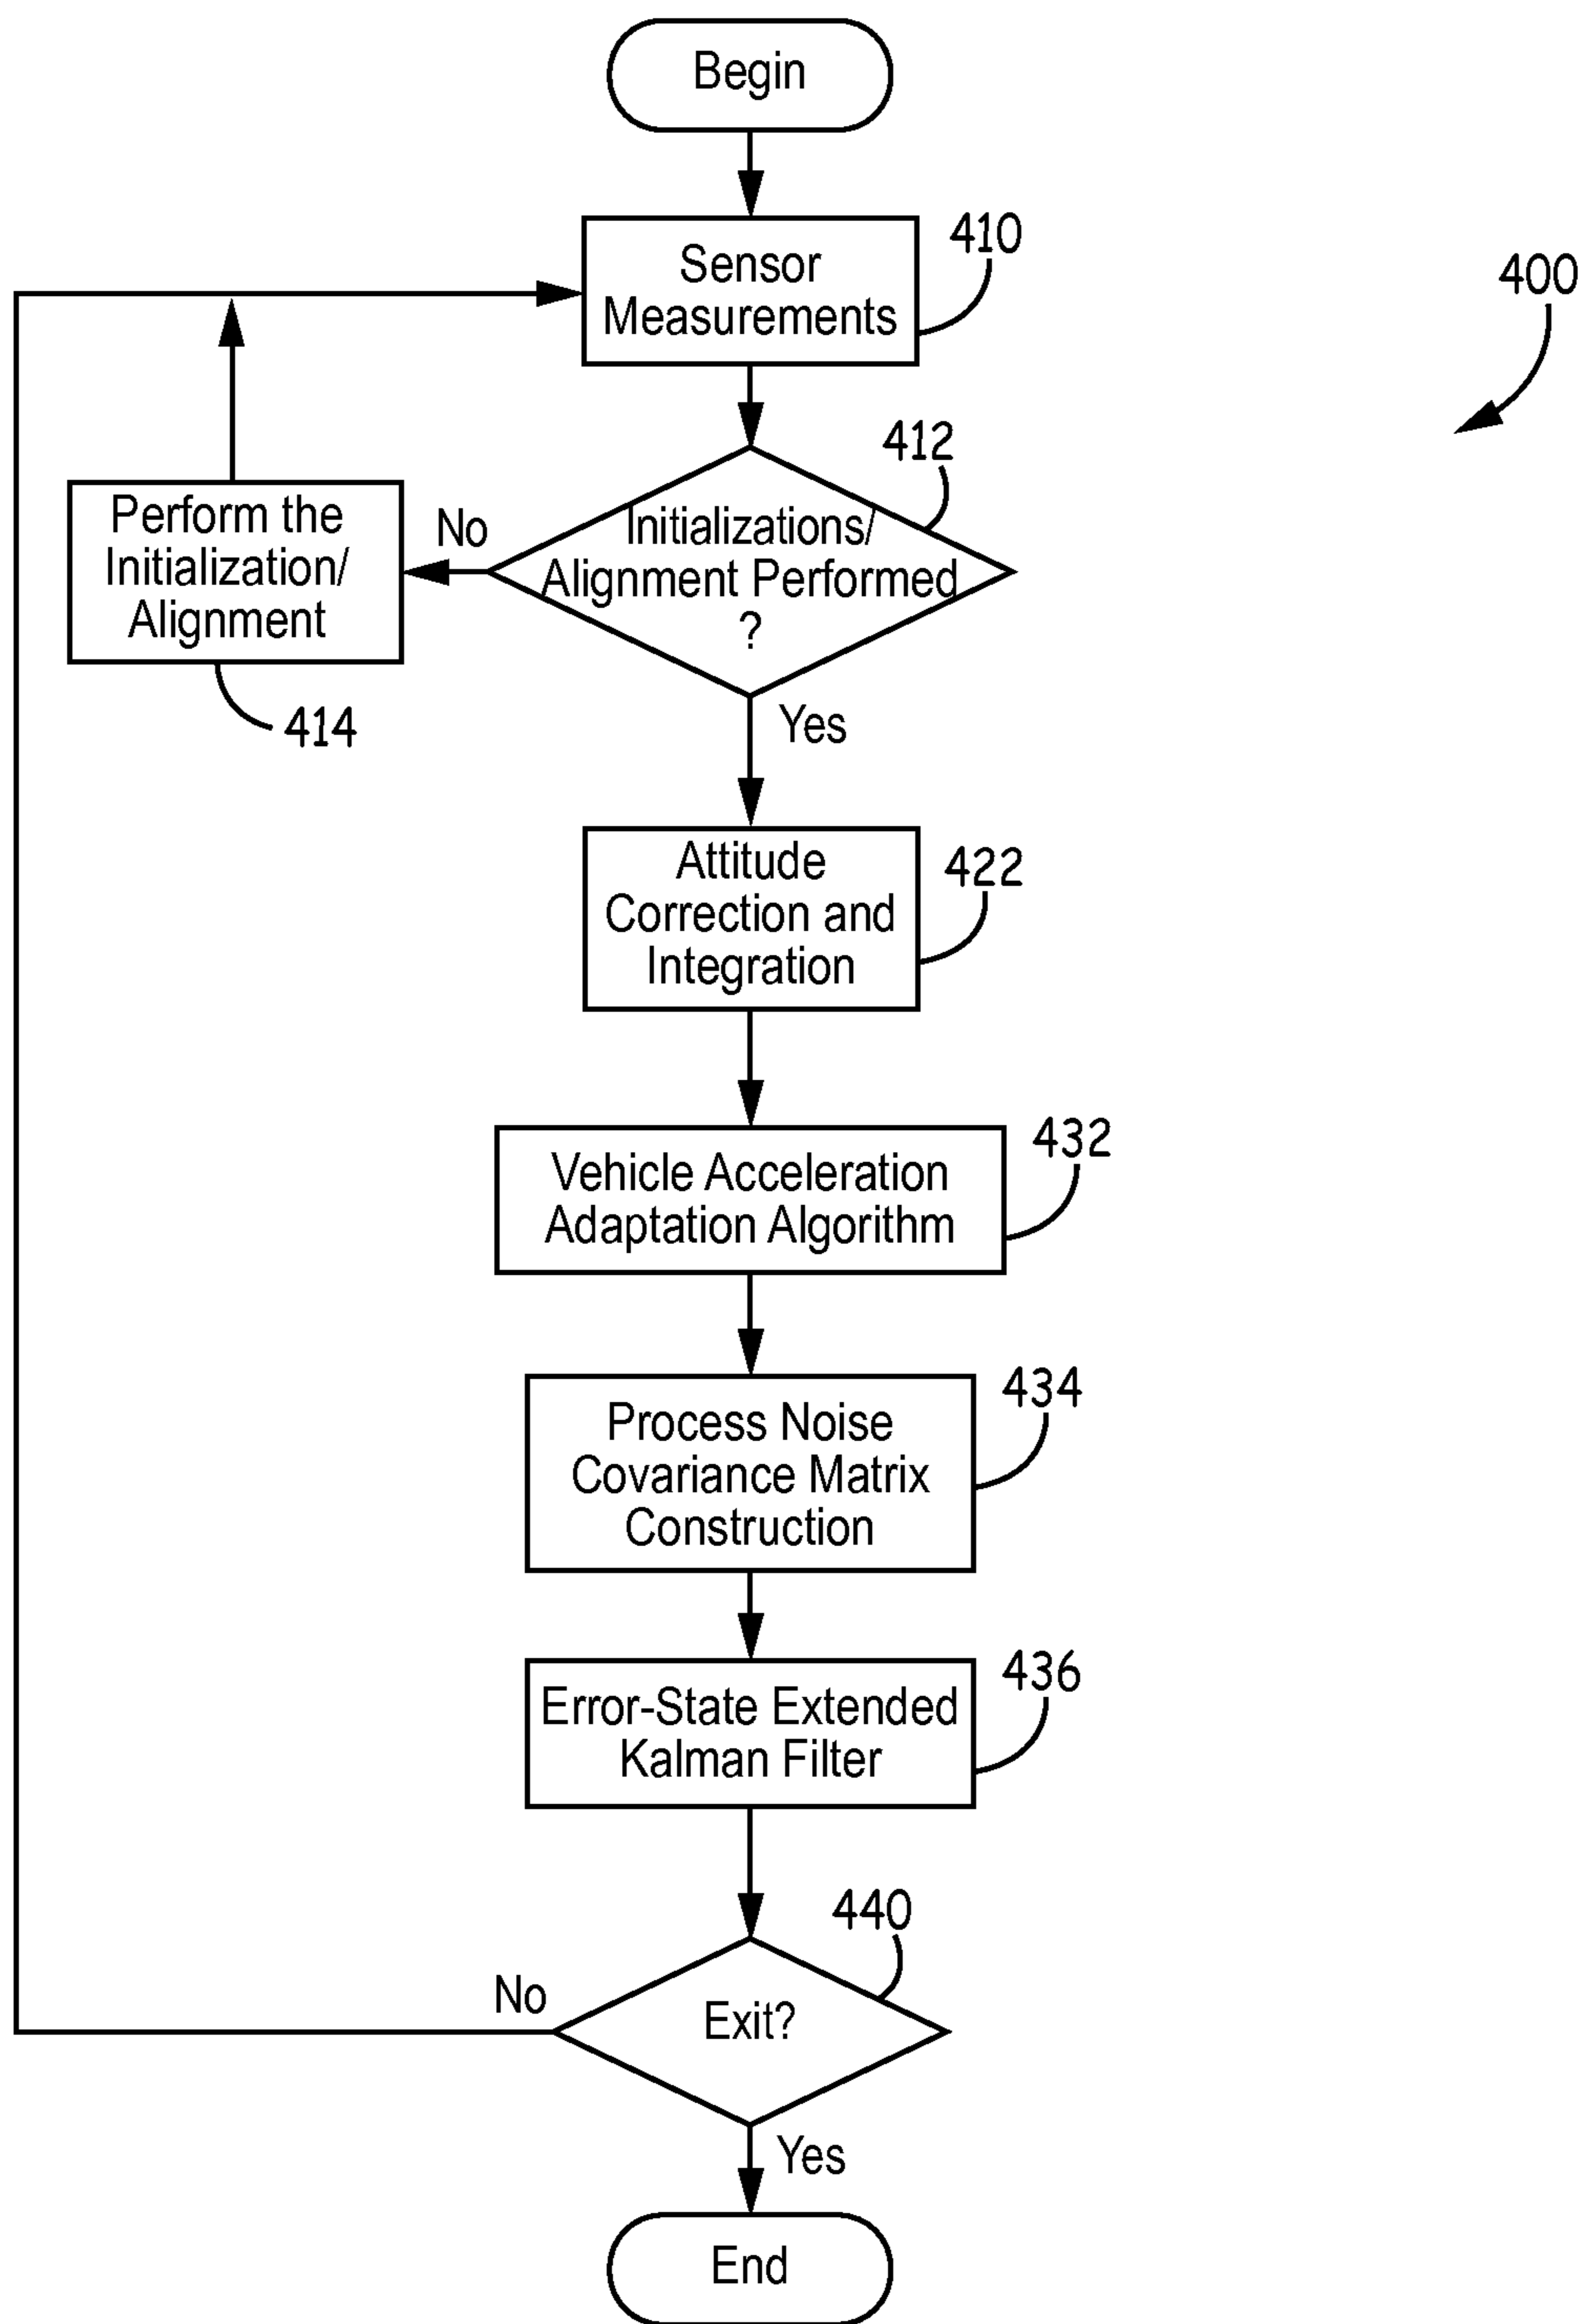 Begin
Sensor
Measurements
410
400
412
Initializations/
Alignment Performed
?
No
Perform the
Initialization/
Alignment
414
Yes
Attitude
Correction and
Integration
422
Vehicle Acceleration
Adaptation Algorithm
432
Process Noise
Covariance Matrix
Construction
434
Error-State Extended
Kalman Filter
436
440
Exit?
No
Yes
End